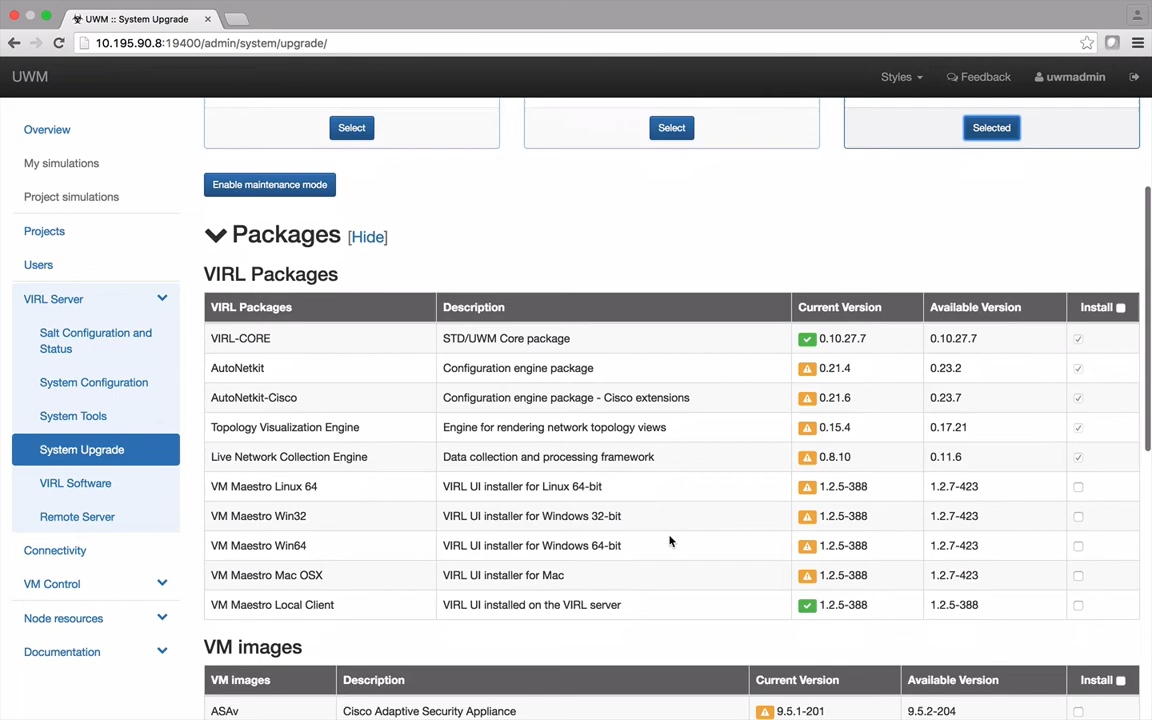 UWM :: System Upgrade
10.195.90.8:19400/admin/system/upgrade/
UWM Styles Feedback uwmadmin
Overview
My simulations
Project simulations
Projects
Users
VIRL Server
Salt Configuration and
Status
System Configuration
System Tools
System Upgrade
VIRL Software
Remote Server
Connectivity
VM Control
Node resources
Documentation
Select Select Selected
Enable maintenance mode
Packages [Hide]
VIRL Packages
VIRL Packages Description Current Version Available Version Install
VIRL-CORE STD/UWM Core package 0.10.27.7 0.10.27.7
AutoNetkit Configuration engine package 0.21.4 0.23.2
AutoNetkit-Cisco Configuration engine package - Cisco extensions 0.21.6 0.23.7
Topology Visualization Engine Engine for rendering network topology views 0.15.4 0.17.21
Live Network Collection Engine Data collection and processing framework 0.8.10 0.11.6
VM Maestro Linux 64 VIRL UI installer for Linux 64-bit 1.2.5-388 1.2.7-423
VM Maestro Win32 VIRL UI installer for Windows 32-bit 1.2.5-388 1.2.7-423
VM Maestro Win64 VIRL UI installer for Windows 64-bit 1.2.5-388 1.2.7-423
VM Maestro Mac OSX VIRL UI installer for Mac 1.2.5-388 1.2.7-423
VM Maestro Local Client VIRL UI installed on the VIRL server 1.2.5-388 1.2.5-388
VM images
VM images Description Current Version Available Version Install
ASAv Cisco Adaptive Security Appliance 9.5.1-201 9.5.2-204